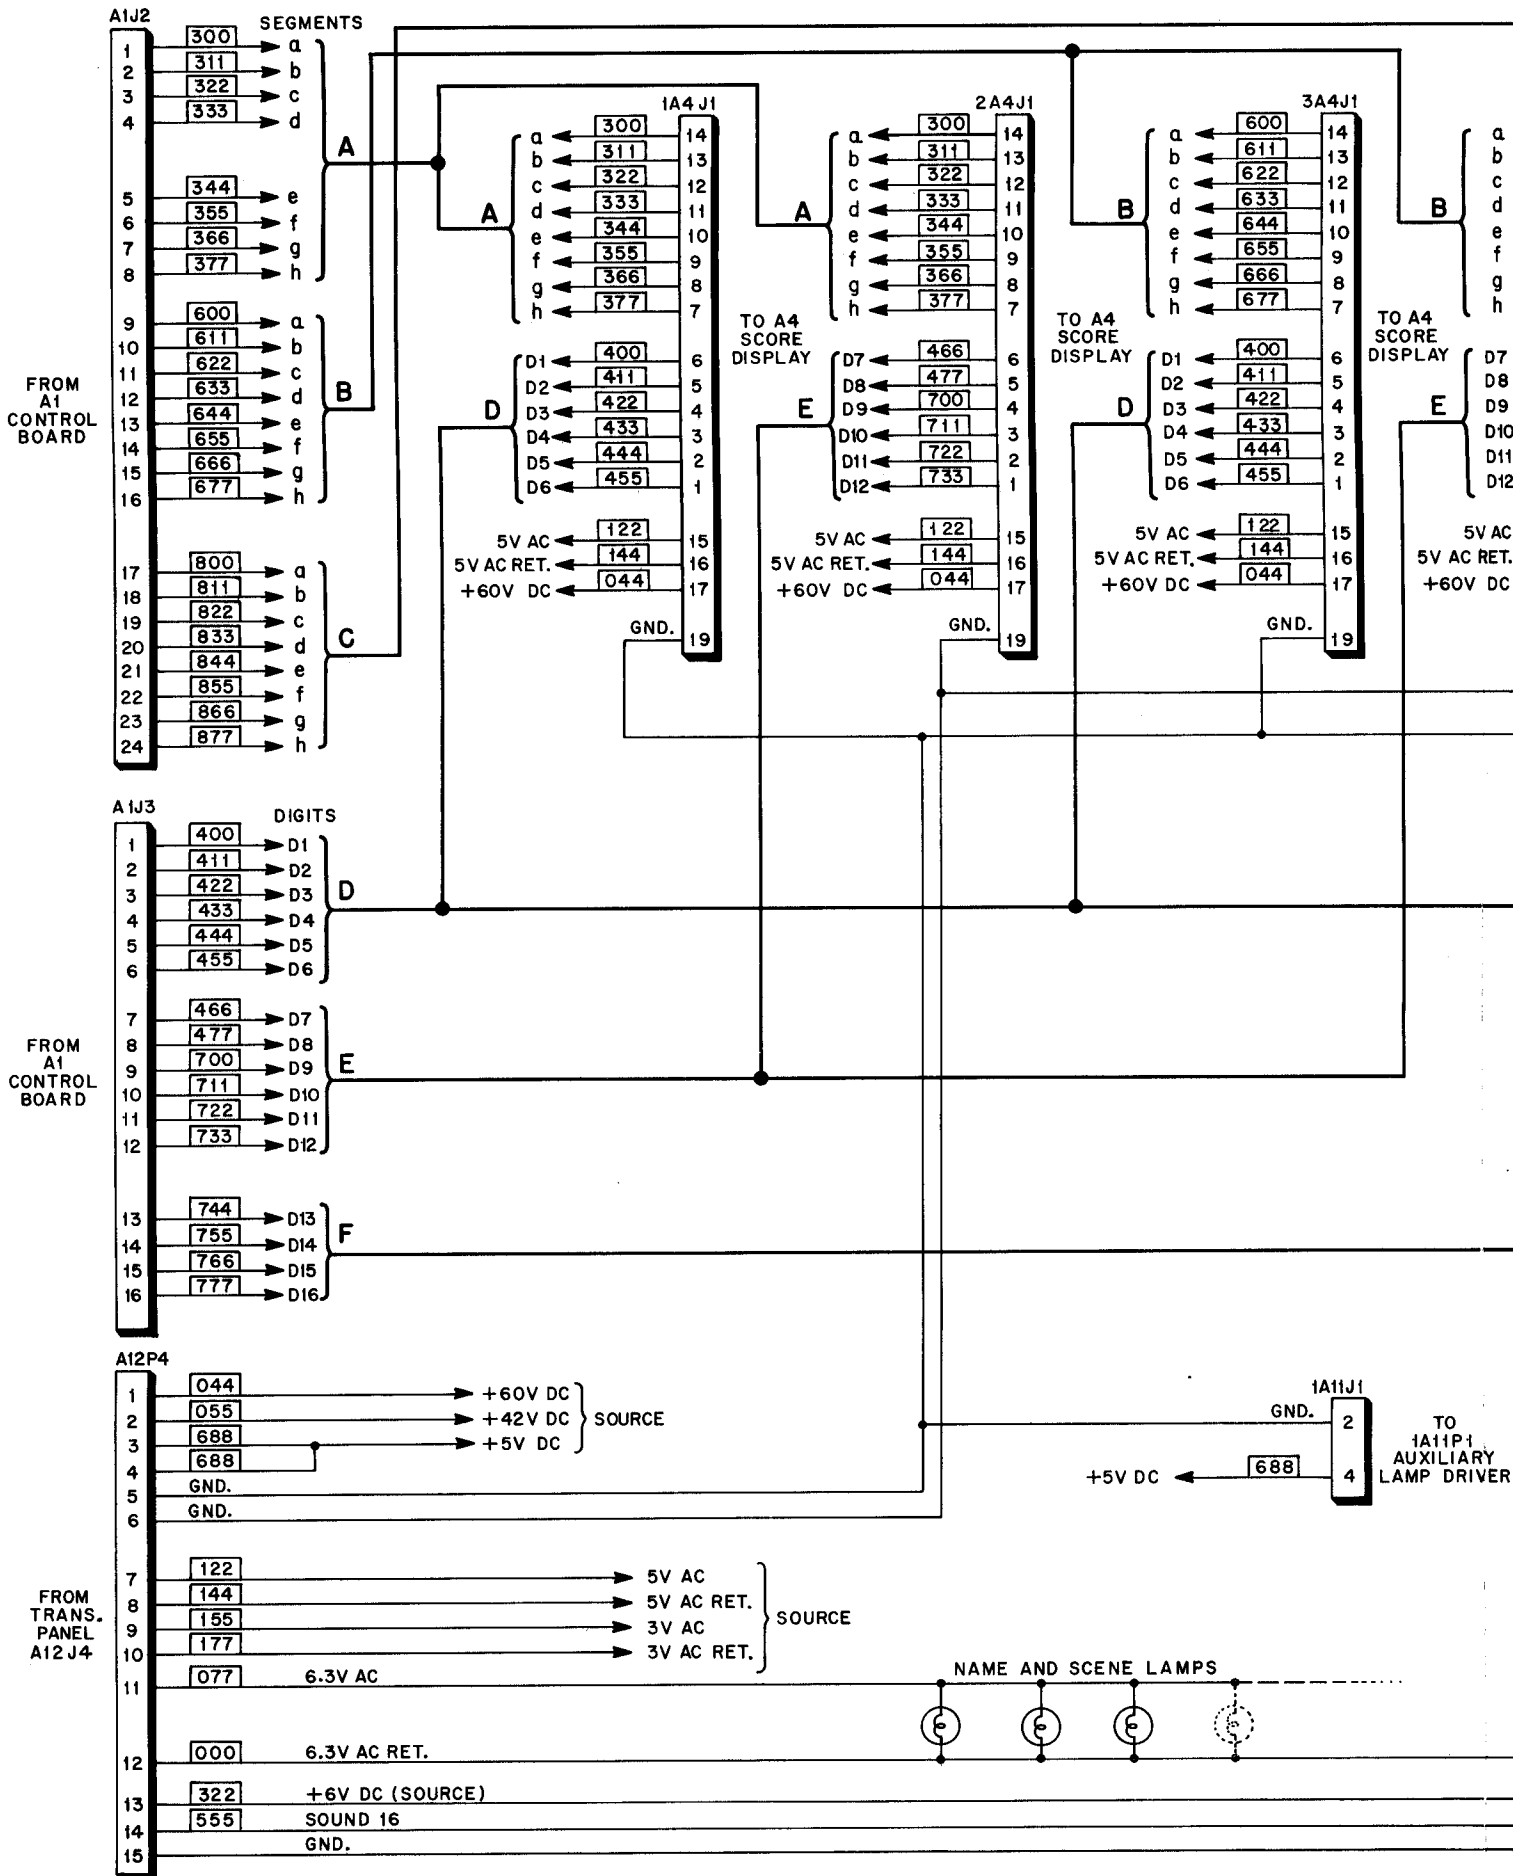 A1J2
SEGMENTS
1 300 a
2 311 b
3 322 c
4 333 d
A
5 344 e
6 355 f
7 366 g
8 377 h
9 600 a
10 611 b
11 622 c
12 633 d
B
13 644 e
14 655 f
15 666 g
16 677 h
17 800 a
18 811 b
19 822 c
20 833 d
C
21 844 e
22 855 f
23 866 g
24 877 h
FROM
A1
CONTROL
BOARD
1A4J1
a 300 14
b 311 13
c 322 12
A
d 333 11
e 344 10
f 355 9
g 366 8
h 377 7
D1 400 6
D2 411 5
D
D3 422 4
D4 433 3
D5 444 2
D6 455 1
5V AC 122 15
5V AC RET. 144 16
+60V DC 044 17
GND. 19
TO A4
SCORE
DISPLAY
2A4J1
a 300 14
b 311 13
c 322 12
A
d 333 11
e 344 10
f 355 9
g 366 8
h 377 7
D7 466 6
D8 477 5
E
D9 700 4
D10 711 3
D11 722 2
D12 733 1
5V AC 122 15
5V AC RET. 144 16
+60V DC 044 17
GND. 19
TO A4
SCORE
DISPLAY
3A4J1
a 600 14
b 611 13
c 622 12
B
d 633 11
e 644 10
f 655 9
g 666 8
h 677 7
D1 400 6
D2 411 5
D
D3 422 4
D4 433 3
D5 444 2
D6 455 1
5V AC 122 15
5V AC RET. 144 16
+60V DC 044 17
GND. 19
TO A4
SCORE
DISPLAY
a
b
c
B
d
e
f
g
h
D7
D8
E
D9
D10
D11
D12
5V AC
5V AC RET.
+60V DC
A1J3
DIGITS
1 400 D1
2 411 D2
3 422 D3
D
4 433 D4
5 444 D5
6 455 D6
7 466 D7
8 477 D8
9 700 D9
E
10 711 D10
11 722 D11
12 733 D12
13 744 D13
14 755 D14
F
15 766 D15
16 777 D16
FROM
A1
CONTROL
BOARD
A12P4
1 044 +60V DC
2 055 +42V DC
SOURCE
3 688 +5V DC
4 688
5 GND.
6 GND.
7 122 5V AC
8 144 5V AC RET.
SOURCE
9 155 3V AC
10 177 3V AC RET.
11 077 6.3V AC
NAME AND SCENE LAMPS
12 000 6.3V AC RET.
13 322 +6V DC (SOURCE)
14 555 SOUND 16
15 GND.
FROM
TRANS.
PANEL
A12J4
1A11J1
GND. 2
+5V DC 688 4
TO
1A11P1
AUXILIARY
LAMP DRIVER